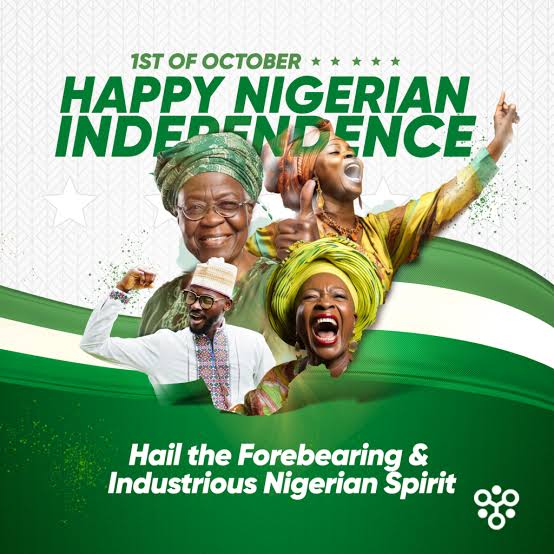 1ST OF OCTOBER
HAPPY NIGERIAN
INDEPENDENCE
Hail the Forebearing &
Industrious Nigerian Spirit